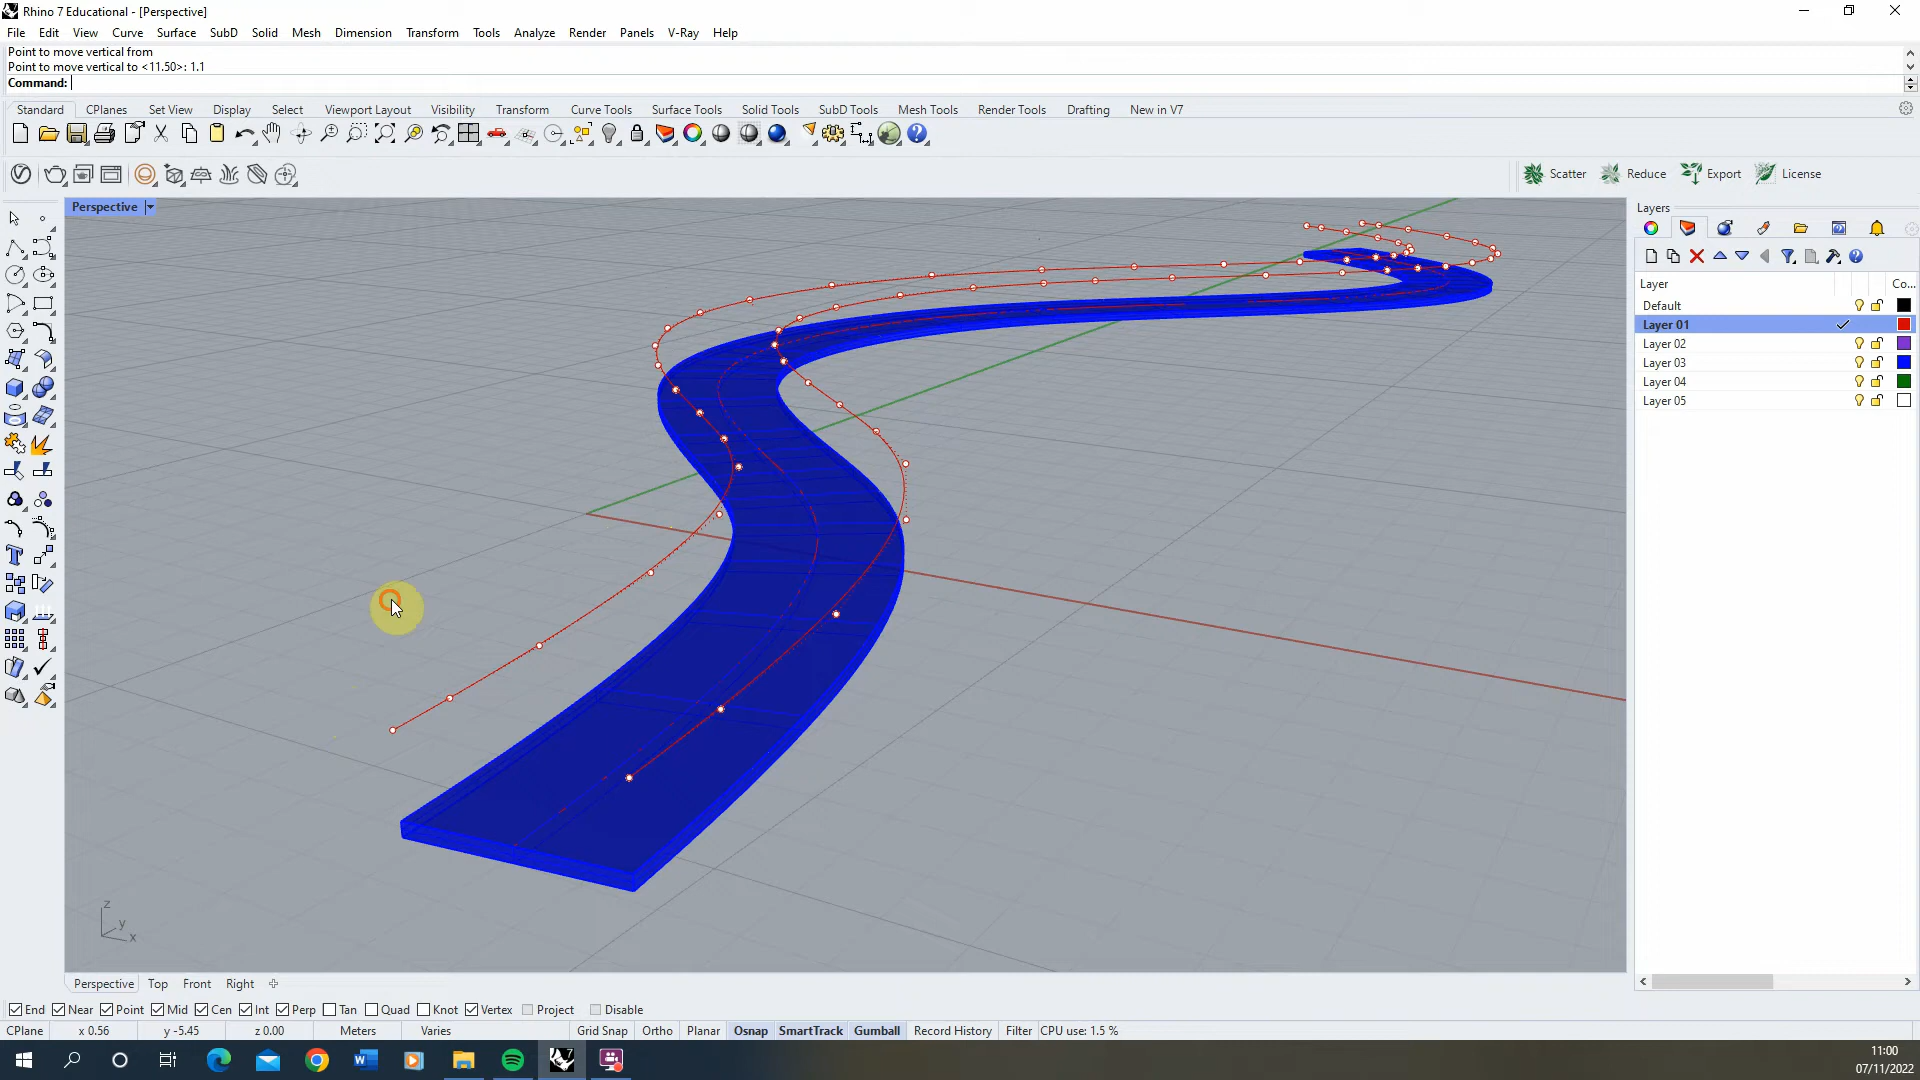 Rhino 7 Educational - [Perspective]
File Edit View Curve Surface SubD Solid Mesh Dimension Transform Tools Analyze Render Panels V-Ray Help
Point to move vertical from
Point to move vertical to <11.50>: 1.1
Command:
Standard CPlanes Set View Display Select Viewport Layout Visibility Transform Curve Tools Surface Tools Solid Tools SubD Tools Mesh Tools Render Tools Drafting New in V7
Scatter Reduce Export License
Perspective
Layers
Layer Co...
Default
Layer 01
Layer 02
Layer 03
Layer 04
Layer 05
z
y
x
Perspective Top Front Right
End Near Point Mid Cen Int Perp Tan Quad Knot Vertex Project Disable
CPlane x 0.56 y -5.45 z 0.00 Meters Varies Grid Snap Ortho Planar Osnap SmartTrack Gumball Record History Filter CPU use: 1.5 %
11:00
07/11/2022